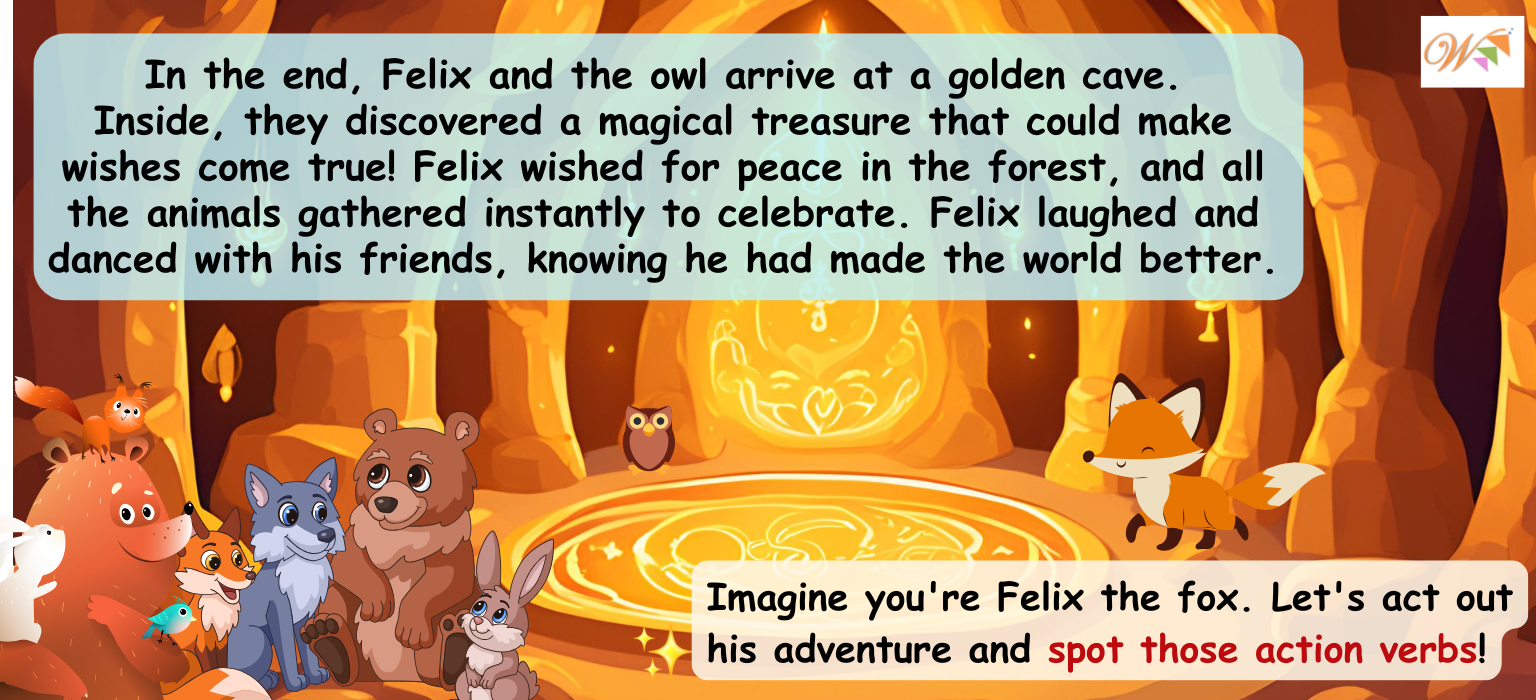 In the end, Felix and the owl arrive at a golden cave.
Inside, they discovered a magical treasure that could make
wishes come true! Felix wished for peace in the forest, and all
the animals gathered instantly to celebrate. Felix laughed and
danced with his friends, knowing he had made the world better.
W
Imagine you're Felix the fox. Let's act out
his adventure and spot those action verbs!